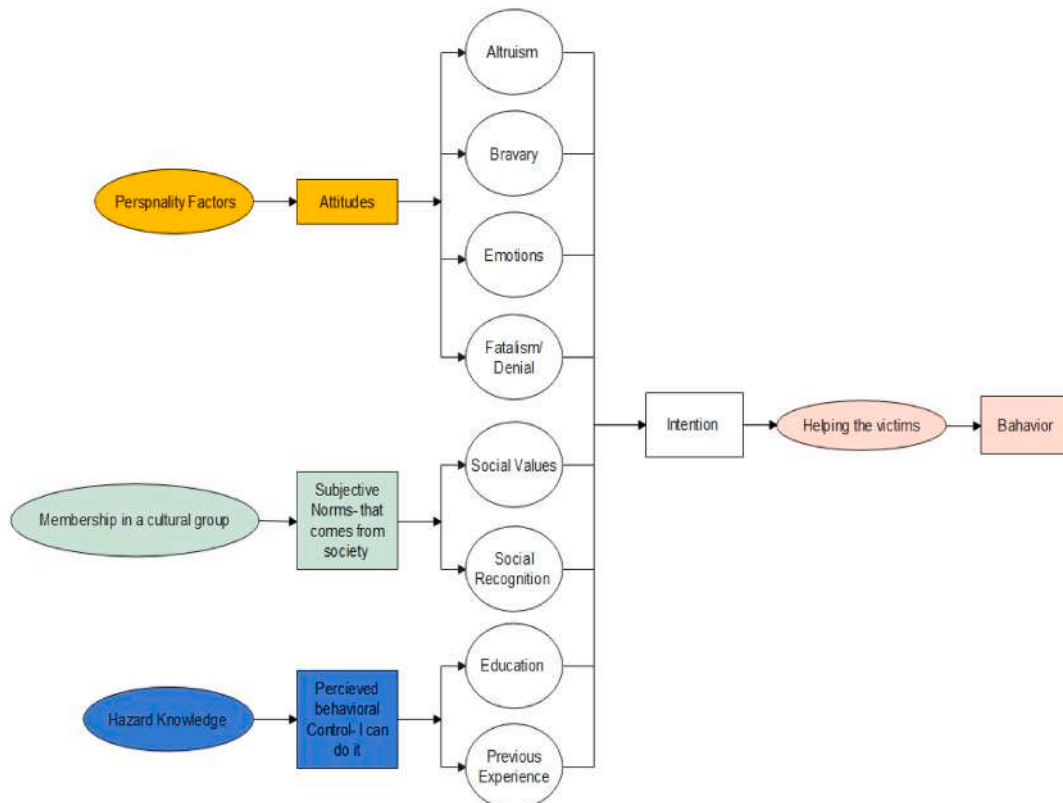 Altruism
Bravary
Perspnality Factors
Attitudes
Emotions
Fatalism/
Denial
Intention
Helping the victims
Bahavior
Social Values
Membership in a cultural group
Subjective
Norms- that
comes from
society
Social
Recognition
Education
Hazard Knowledge
Percieved
behavioral
Control- I can
do it
Previous
Experience